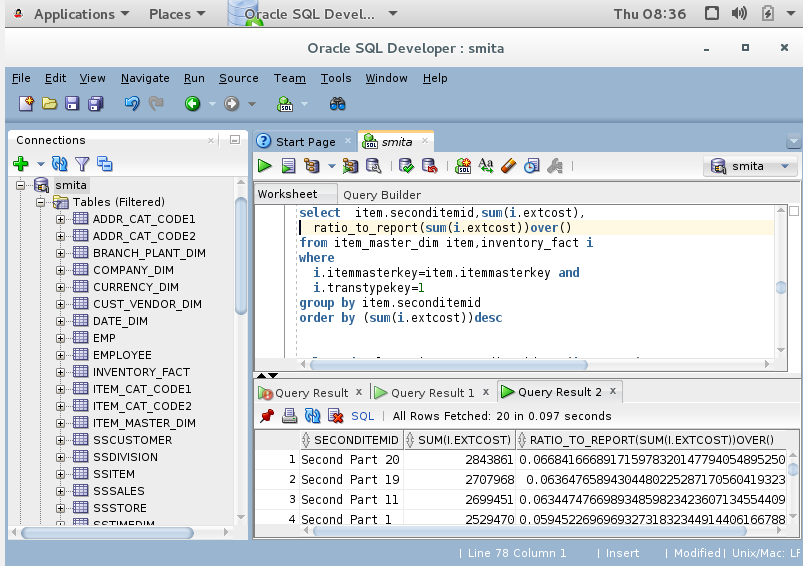 Applications Places Oracle SQL Devel... Thu 08:36
Oracle SQL Developer : smita
File Edit View Navigate Run Source Team Tools Window Help
Connections
smita
Tables (Filtered)
ADDR_CAT_CODE1
ADDR_CAT_CODE2
BRANCH_PLANT_DIM
COMPANY_DIM
CURRENCY_DIM
CUST_VENDOR_DIM
DATE_DIM
EMP
EMPLOYEE
INVENTORY_FACT
ITEM_CAT_CODE1
ITEM_CAT_CODE2
ITEM_MASTER_DIM
SSCUSTOMER
SSDIVISION
SSITEM
SSSALES
SSSTORE
SSTIMEDIM
Start Page smita
smita
Worksheet Query Builder
select item.seconditemid,sum(i.extcost),
ratio_to_report(sum(i.extcost))over()
from item_master_dim item,inventory_fact i
where
i.itemmasterkey=item.itemmasterkey and
i.transtypekey=1
group by item.seconditemid
order by (sum(i.extcost))desc
Query Result x Query Result 1 x Query Result 2 x
SQL | All Rows Fetched: 20 in 0.097 seconds
SECONDITEMID SUM(I.EXTCOST) RATIO_TO_REPORT(SUM(I.EXTCOST))OVER()
1 Second Part 20 2843861 0.066841666891715978320147794054895250
2 Second Part 19 2707968 0.06364765894304480225287170560419323
3 Second Part 11 2699451 0.063447476698934859823423607134554409
4 Second Part 1 2529470 0.059452269696932731832344914406166788
| Line 78 Column 1 | Insert | Modified | Unix/Mac: LF